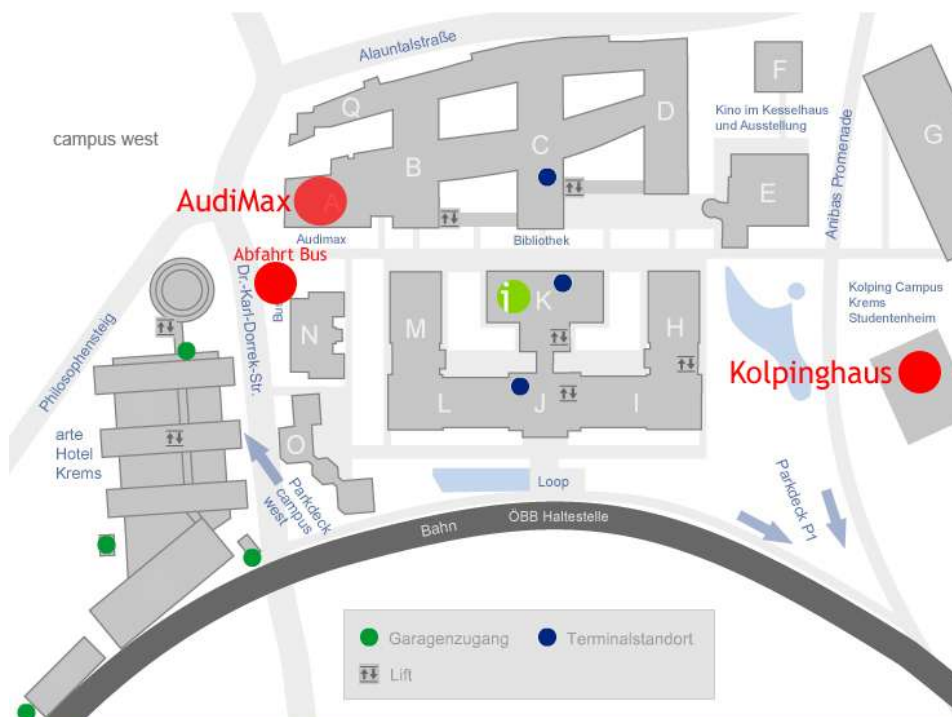 Alauntalstraße
campus west
Q
B
C
D
F
Kino im Kesselhaus
und Ausstellung
Anibas Promenade
G
E
AudiMax
A
Audimax
Bibliothek
Abfahrt Bus
Bus
Dr.-Karl-Dorrek-Str.
Philosophensteig
N
M
i
K
H
Kolping Campus
Krems
Studentenheim
Kolpinghaus
L
J
I
arte
Hotel
Krems
O
Parkdeck
campus
west
Loop
Parkdeck P1
Bahn
ÖBB Haltestelle
Garagenzugang
Terminalstandort
Lift